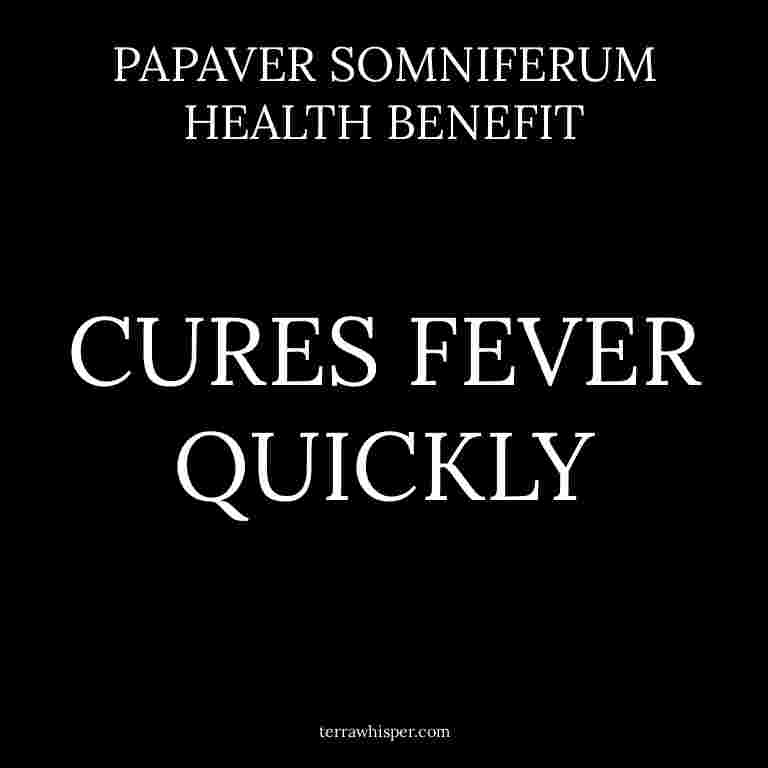 PAPAVER SOMNIFERUM
HEALTH BENEFIT
CURES FEVER
QUICKLY
terrawhisper.com